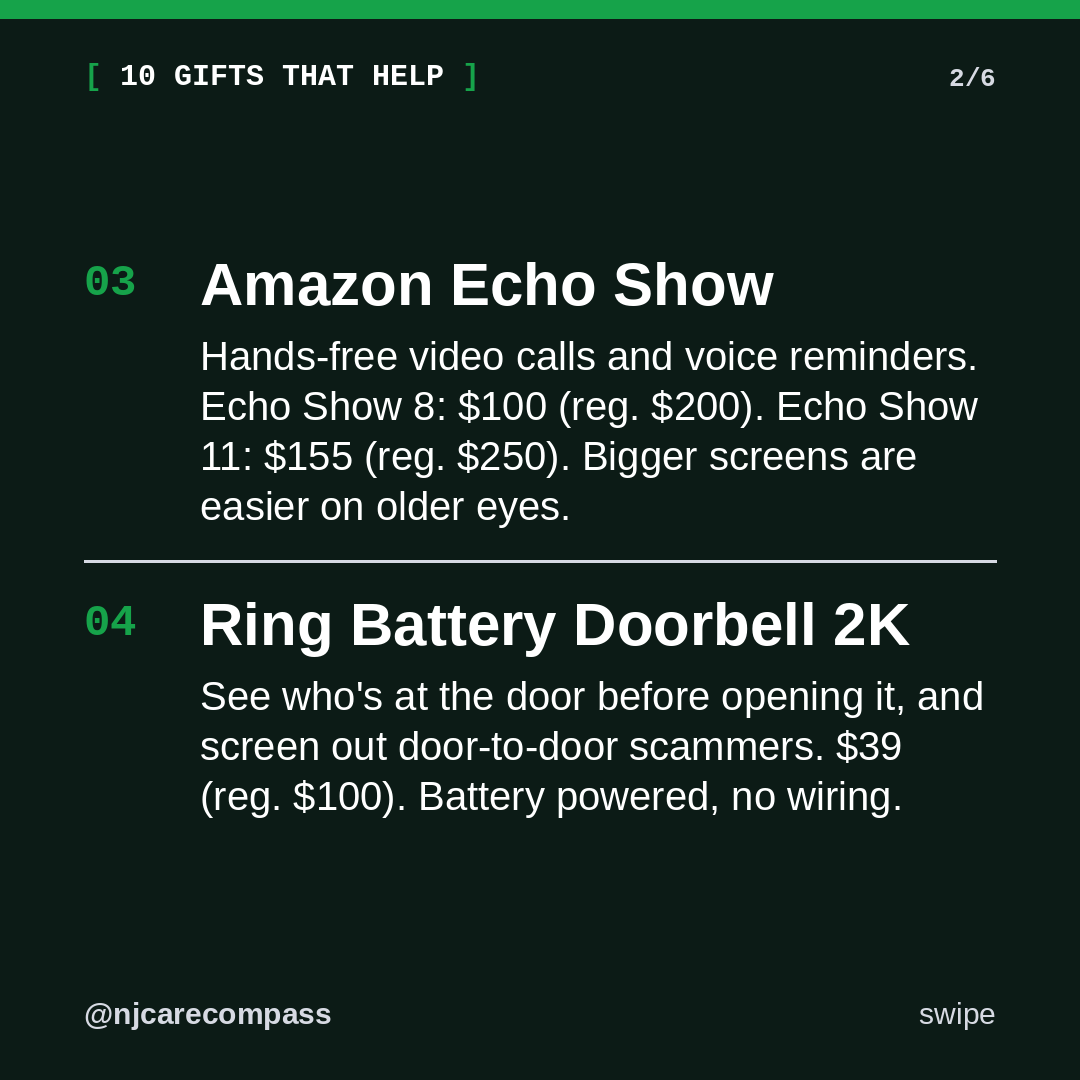 [ 10 GIFTS THAT HELP ]
2/6
03
Amazon Echo Show
Hands-free video calls and voice reminders.
Echo Show 8: $100 (reg. $200). Echo Show
11: $155 (reg. $250). Bigger screens are
easier on older eyes.
04
Ring Battery Doorbell 2K
See who's at the door before opening it, and
screen out door-to-door scammers. $39
(reg. $100). Battery powered, no wiring.
@njcarecompass
swipe